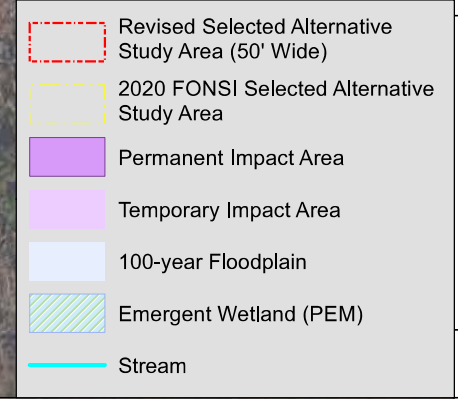 Revised Selected Alternative
Study Area (50' Wide)
2020 FONSI Selected Alternative
Study Area
Permanent Impact Area
Temporary Impact Area
100-year Floodplain
Emergent Wetland (PEM)
Stream